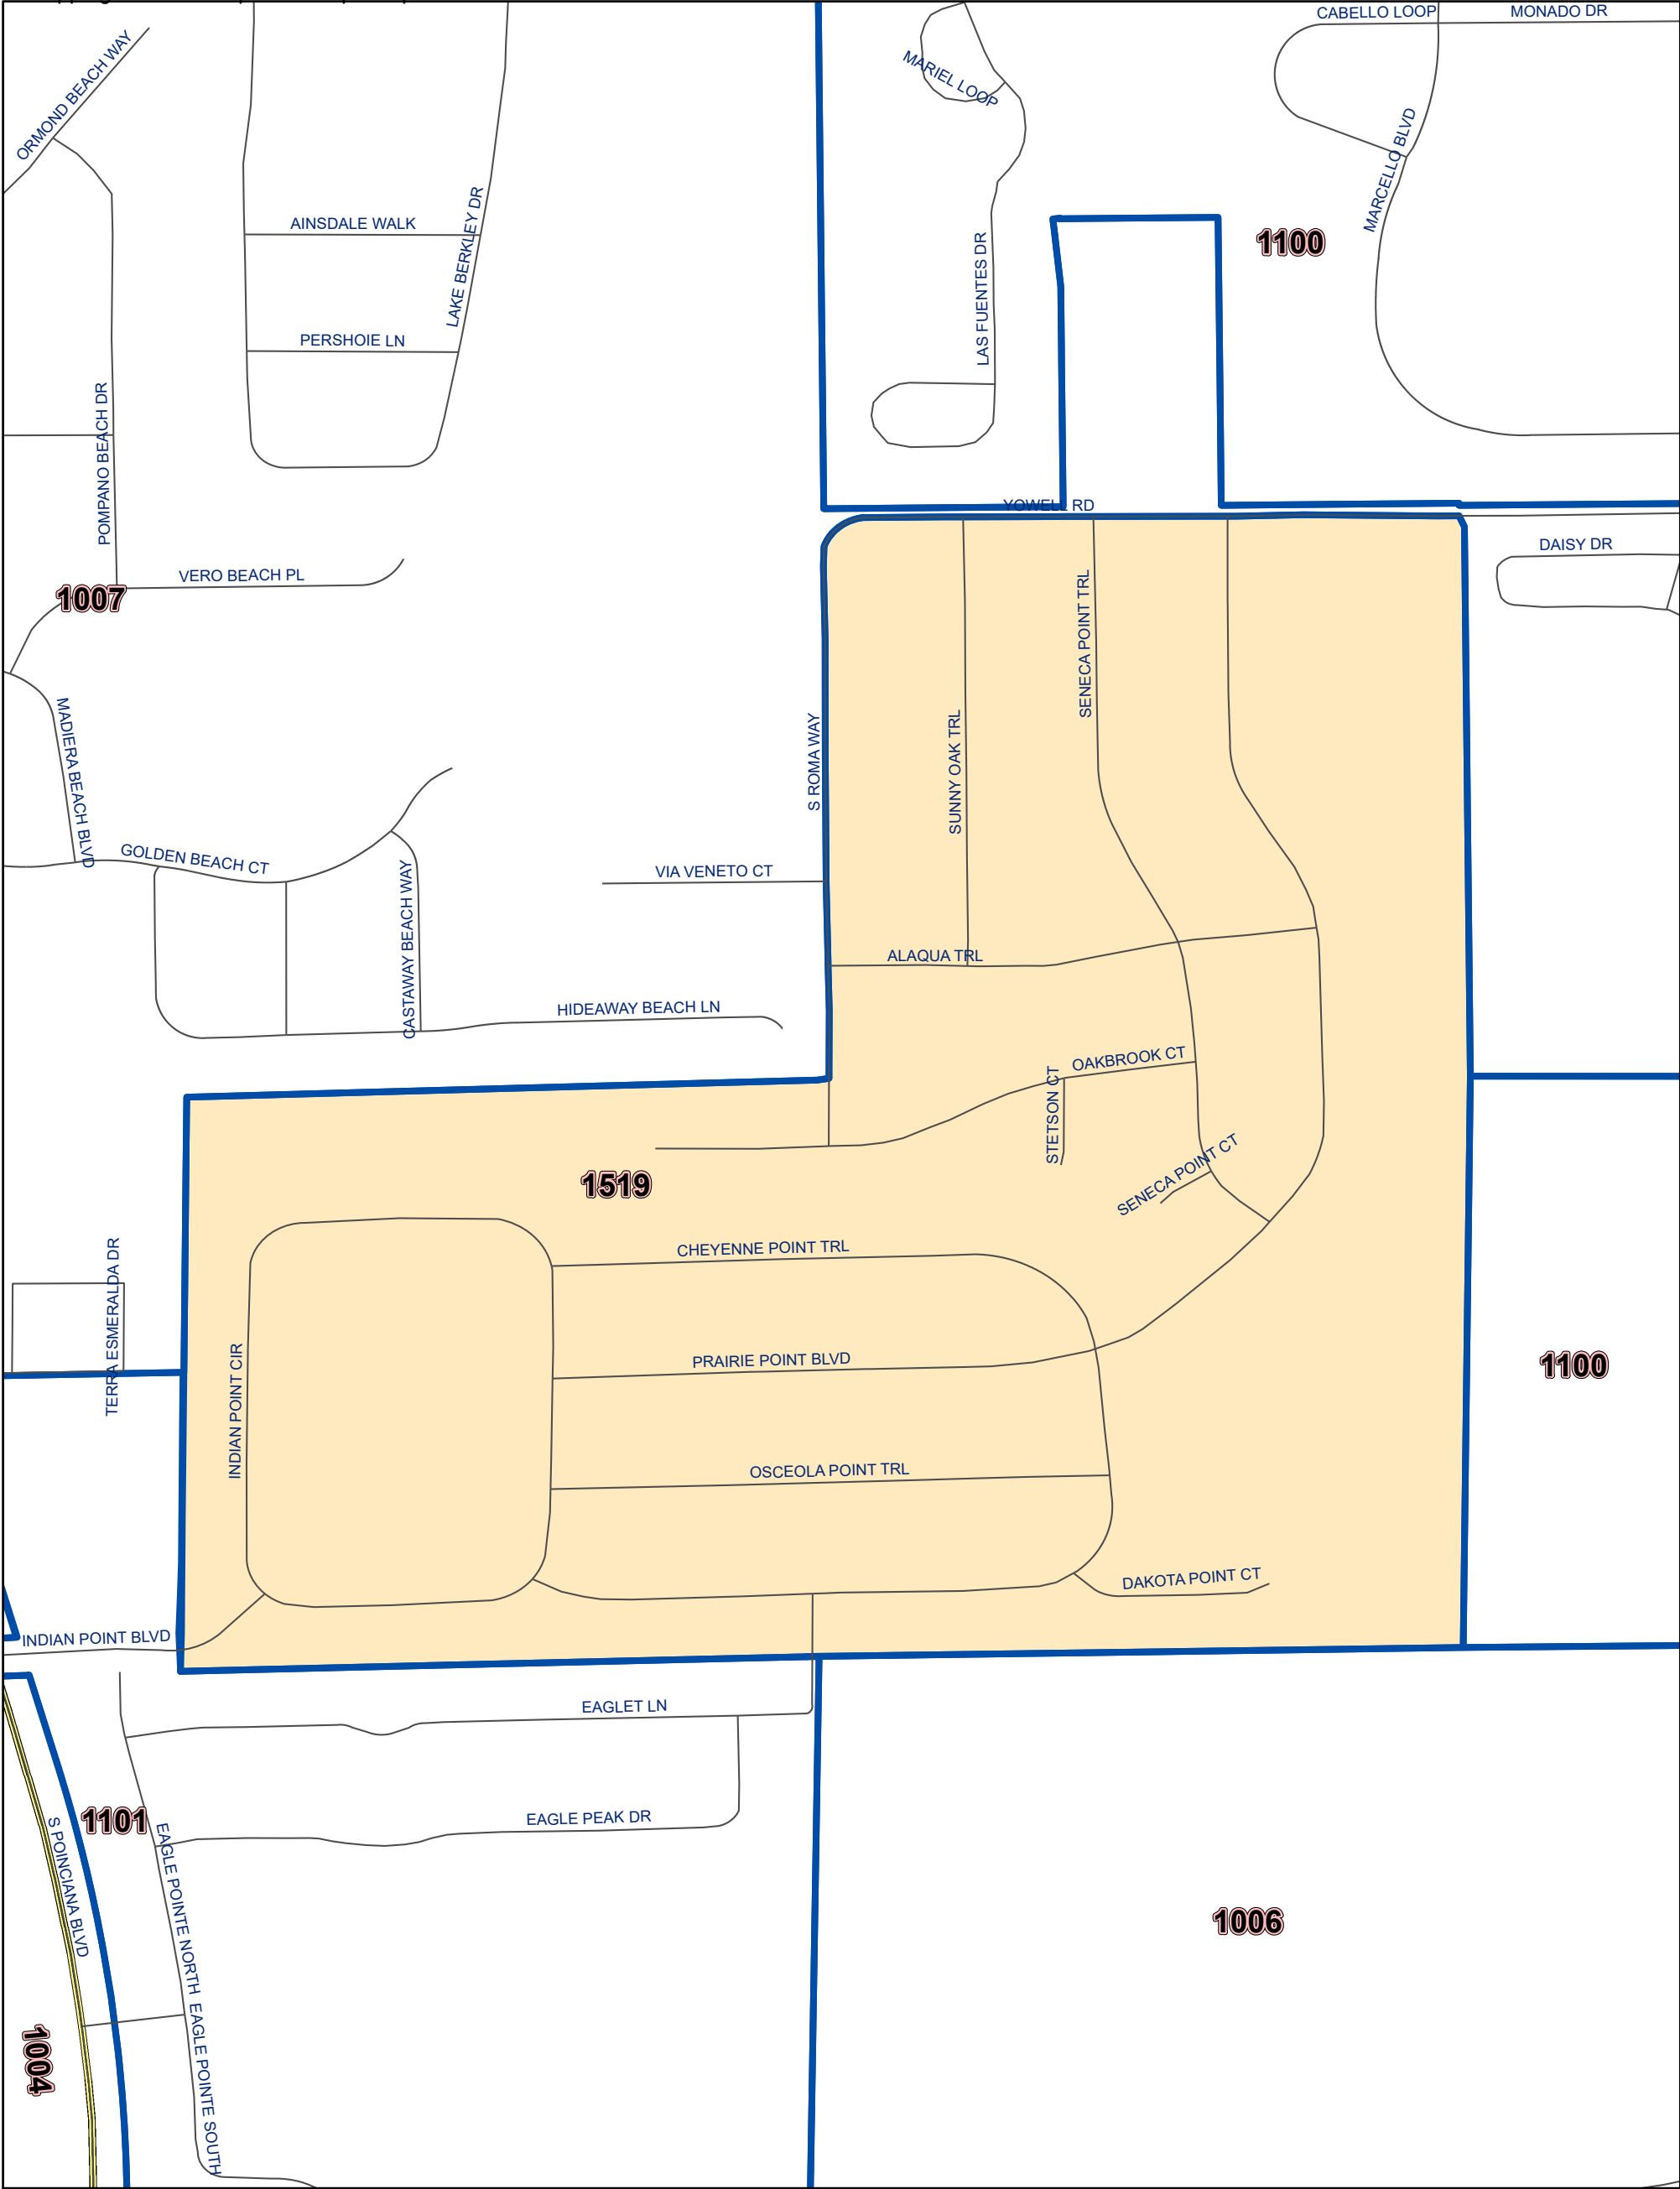 CABELLO LOOP
MONADO DR
ORMOND BEACH WAY
MARIEL LOOP
MARCELLO BLVD
AINSDALE WALK
LAKE BERKLEY DR
1100
LAS FUENTES DR
PERSHOIE LN
POMPANO BEACH DR
YOWELL RD
DAISY DR
VERO BEACH PL
1007
SENECA POINT TRL
MADIERA BEACH BLVD
S ROMA WAY
SUNNY OAK TRL
GOLDEN BEACH CT
VIA VENETO CT
CASTAWAY BEACH WAY
ALAQUA TRL
HIDEAWAY BEACH LN
OAKBROOK CT
STETSON CT
SENECA POINT CT
1519
CHEYENNE POINT TRL
TERRA ESMERALDA DR
INDIAN POINT CIR
PRAIRIE POINT BLVD
1100
OSCEOLA POINT TRL
DAKOTA POINT CT
INDIAN POINT BLVD
EAGLET LN
1101
EAGLE PEAK DR
S POINCIANA BLVD
EAGLE POINTE NORTH
1006
EAGLE POINTE SOUTH
1004